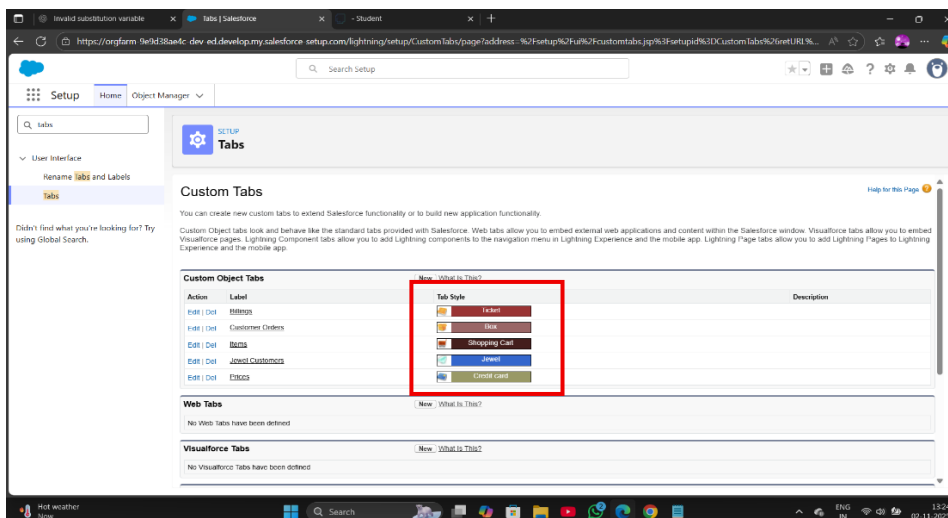 Invalid substitution variable
Tabs | Salesforce
- Student
https://orgfarm-9e9d38ae4c-dev-ed.develop.my.salesforce-setup.com/lightning/setup/CustomTabs/page?address=%2Fsetup%2Fui%2Fcustomtabs.jsp%3Fsetupid%3DCustomTabs%26retURL%...
Search Setup
Setup
Home
Object Manager
tabs
SETUP
Tabs
User Interface
Rename Tabs and Labels
Tabs
Didn't find what you're looking for? Try
using Global Search.
Custom Tabs
Help for this Page
You can create new custom tabs to extend Salesforce functionality or to build new application functionality.
Custom Object tabs look and behave like the standard tabs provided with Salesforce. Web tabs allow you to embed external web applications and content within the Salesforce window. Visualforce tabs allow you to embed
Visualforce pages. Lightning Component tabs allow you to add Lightning components to the navigation menu in Lightning Experience and the mobile app. Lightning Page tabs allow you to add Lightning Pages to Lightning
Experience and the mobile app.
Custom Object Tabs New What Is This?
Action Label Tab Style Description
Edit | Del Billings Ticket
Edit | Del Customer Orders Box
Edit | Del Items Shopping Cart
Edit | Del Jewel Customers Jewel
Edit | Del Prices Credit card
Web Tabs New What Is This?
No Web Tabs have been defined
Visualforce Tabs New What Is This?
No Visualforce Tabs have been defined
Hot weather
Now
Search
ENG
IN
02-11-202